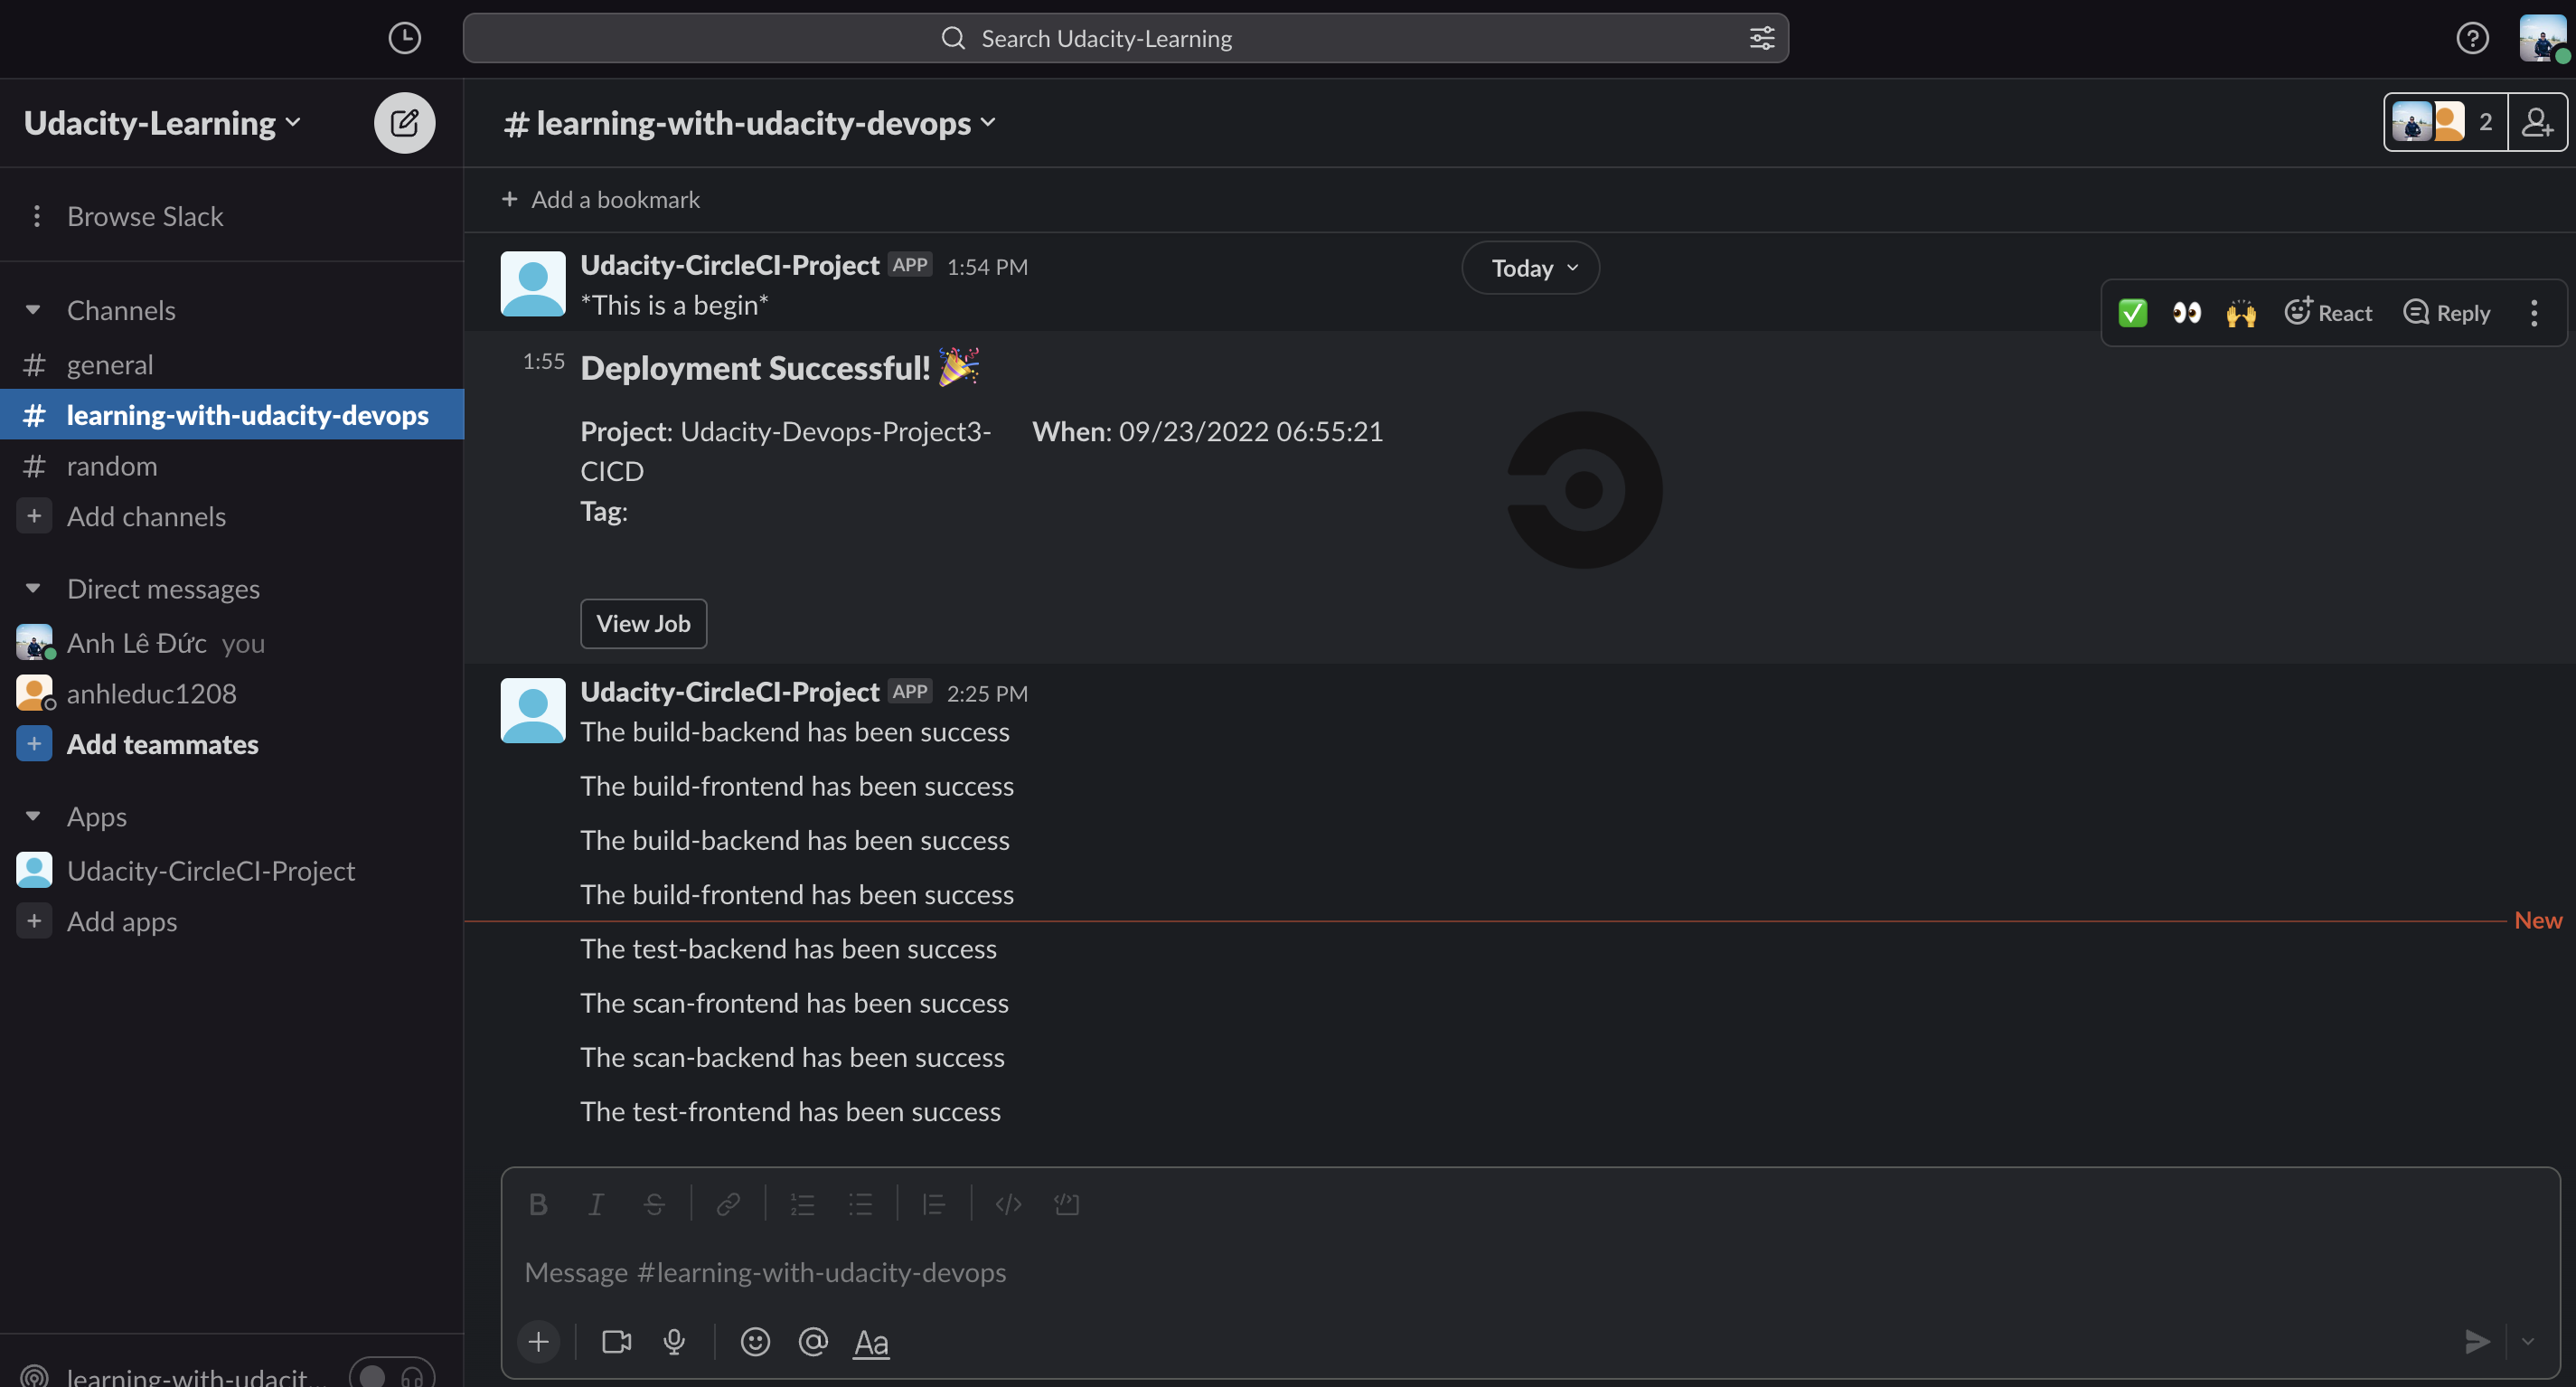 Search Udacity-Learning
Udacity-Learning
# learning-with-udacity-devops
2
Browse Slack
+ Add a bookmark
Channels
# general
# learning-with-udacity-devops
# random
+ Add channels
Direct messages
Anh Lê Đức you
anhleduc1208
+ Add teammates
Apps
Udacity-CircleCI-Project
+ Add apps
learning-with-udacit...
Udacity-CircleCI-Project APP 1:54 PM
Today
*This is a begin*
React Reply
1:55 Deployment Successful! 🎉
Project: Udacity-Devops-Project3- When: 09/23/2022 06:55:21
CICD
Tag:
View Job
Udacity-CircleCI-Project APP 2:25 PM
The build-backend has been success
The build-frontend has been success
The build-backend has been success
The build-frontend has been success
New
The test-backend has been success
The scan-frontend has been success
The scan-backend has been success
The test-frontend has been success
Message #learning-with-udacity-devops
Aa